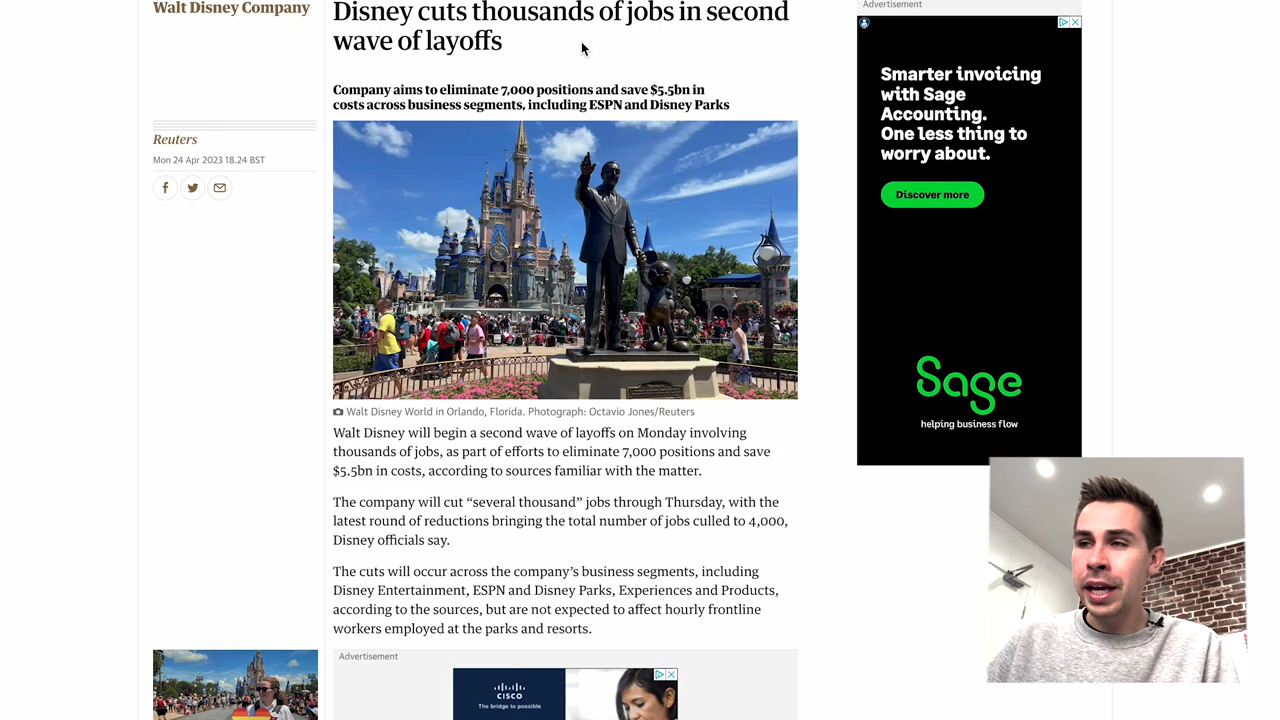 Walt Disney Company
Disney cuts thousands of jobs in second
wave of layoffs
Company aims to eliminate 7,000 positions and save $5.5bn in
costs across business segments, including ESPN and Disney Parks
Reuters
Mon 24 Apr 2023 18.24 BST
Walt Disney World in Orlando, Florida. Photograph: Octavio Jones/Reuters
Walt Disney will begin a second wave of layoffs on Monday involving
thousands of jobs, as part of efforts to eliminate 7,000 positions and save
$5.5bn in costs, according to sources familiar with the matter.
The company will cut “several thousand” jobs through Thursday, with the
latest round of reductions bringing the total number of jobs culled to 4,000,
Disney officials say.
The cuts will occur across the company’s business segments, including
Disney Entertainment, ESPN and Disney Parks, Experiences and Products,
according to the sources, but are not expected to affect hourly frontline
workers employed at the parks and resorts.
Advertisement
CISCO
The bridge to possible
Advertisement
Smarter invoicing
with Sage
Accounting.
One less thing to
worry about.
Discover more
Sage
helping business flow